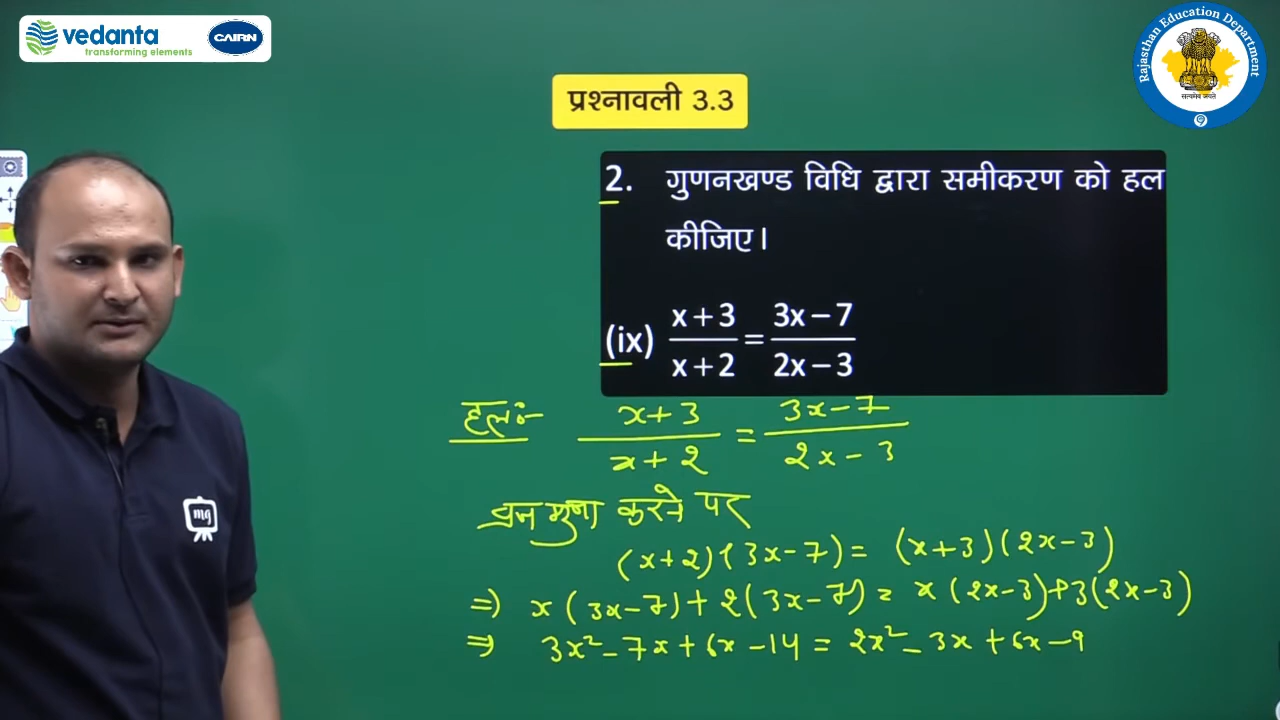 vedanta
transforming elements
CAIRN
Rajasthan Education Department
सत्यमेव जयते
प्रश्नावली 3.3
2. गुणनखण्ड विधि द्वारा समीकरण को हल
कीजिए।
(ix) x+3/x+2 = 3x-7/2x-3
हलः- x+3/x+2 = 3x-7/2x-3
वज्रगुणा करने पर
(x+2)(3x-7) = (x+3)(2x-3)
⇒ x(3x-7)+2(3x-7) = x(2x-3)+3(2x-3)
⇒ 3x²-7x+6x-14 = 2x²-3x+6x-9
mg